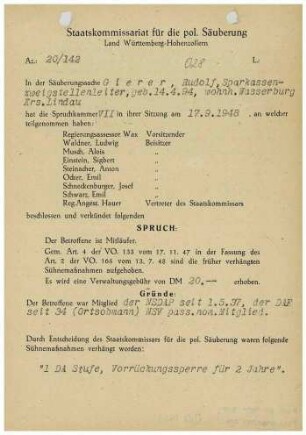 Staatskommissariat für die pol. Säuberung
Land Württemberg-Hohenzollern
Az.: 20/143
L:
In der Säuberungssache Gierer, Rudolf, Sparkassen-
zweigstellenleiter, geb. 14.4.94, wohnh. Wasserburg
Krs. Lindau
hat die Spruchkammer VII in ihrer Sitzung am 17.9.1948 , an welcher
teilgenommen haben:
Regierungsassessor Wax Vorsitzender
Waldner, Ludwig Beisitzer
Musch, Alois „
Einstein, Sigbert „
Steinacher, Anton „
Odser, Emil „
Schneckenburger, Josef „
Schwarz, Emil „
Reg.Angest. Hauer Vertreter des Staatskommissars
beschlossen und verkündet folgenden
SPRUCH:
Der Betroffene ist Mitläufer.
Gem. Art. 4 der VO. 133 vom 17. 11. 47 in der Fassung des
Art. 2 der VO. 165 vom 13. 7. 48 sind die früher verhängten
Sühnemaßnahmen aufgehoben.
Es wird eine Verwaltungsgebühr von DM 20.— erhoben.
Gründe:
Der Betroffene war Mitglied der NSDAP seit 1.5.37, der DAF
seit 34 (Ortsobmann) NSV pass.non.Mitglied.
Durch Entscheidung des Staatskommissars für die pol. Säuberung waren folgende
Sühnemaßnahmen verhängt worden:
"1 DA Stufe, Vorrückungssperre für 2 Jahre".